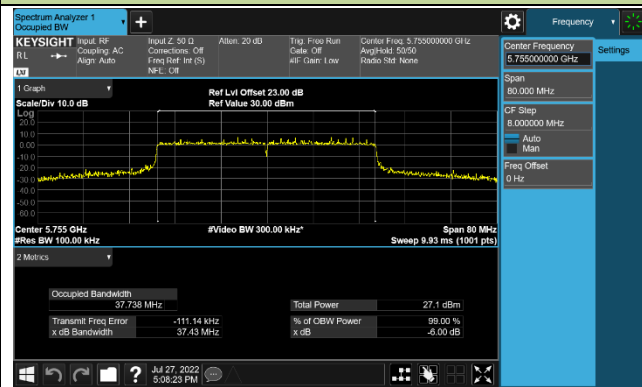 Spectrum Analyzer 1
Occupied BW
Frequency
KEYSIGHT
RL
LXI
Input: RF
Coupling: AC
Align: Auto
Input Z: 50 Ω
Corrections: Off
Freq Ref: Int (S)
NFE: Off
Atten: 20 dB
Trig: Free Run
Gate: Off
#IF Gain: Low
Center Freq: 5.755000000 GHz
Avg|Hold: 50/50
Radio Std: None
Center Frequency
5.755000000 GHz
Settings
Span
80.000 MHz
CF Step
8.000000 MHz
Auto
Man
Freq Offset
0 Hz
1 Graph
Scale/Div 10.0 dB
Ref Lvl Offset 23.00 dB
Ref Value 30.00 dBm
Log
20.0
10.0
0.00
-10.0
-20.0
-30.0
-40.0
-50.0
-60.0
Center 5.755 GHz
#Res BW 100.00 kHz
#Video BW 300.00 kHz*
Span 80 MHz
Sweep 9.93 ms (1001 pts)
2 Metrics
Occupied Bandwidth
37.738 MHz
Total Power 27.1 dBm
Transmit Freq Error -111.14 kHz
% of OBW Power 99.00 %
x dB Bandwidth 37.43 MHz
x dB -6.00 dB
?
Jul 27, 2022
5:08:23 PM